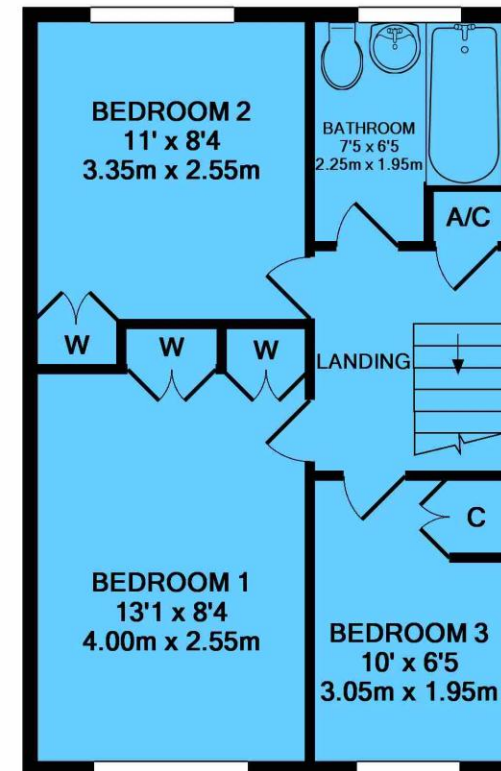 BEDROOM 2
11' x 8'4
3.35m x 2.55m
BATHROOM
7'5 x 6'5
2.25m x 1.95m
A/C
W
W
W
LANDING
C
BEDROOM 1
13'1 x 8'4
4.00m x 2.55m
BEDROOM 3
10' x 6'5
3.05m x 1.95m